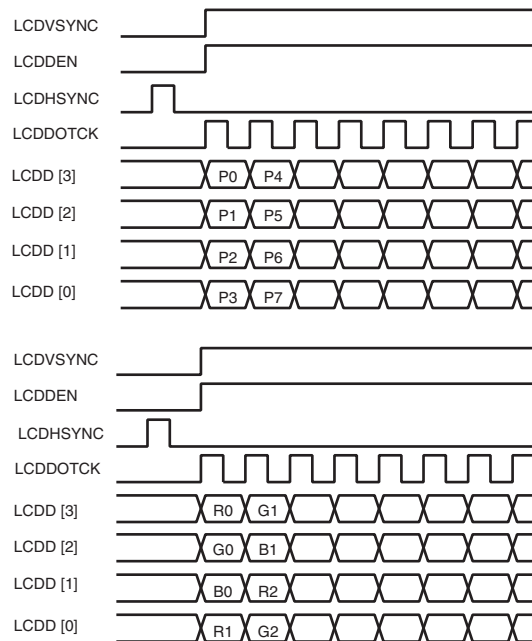 LCDVSYNC
LCDDEN
LCDHSYNC
LCDDOTCK
LCDD [3] P0 P4
LCDD [2] P1 P5
LCDD [1] P2 P6
LCDD [0] P3 P7
LCDVSYNC
LCDDEN
LCDHSYNC
LCDDOTCK
LCDD [3] R0 G1
LCDD [2] G0 B1
LCDD [1] B0 R2
LCDD [0] R1 G2